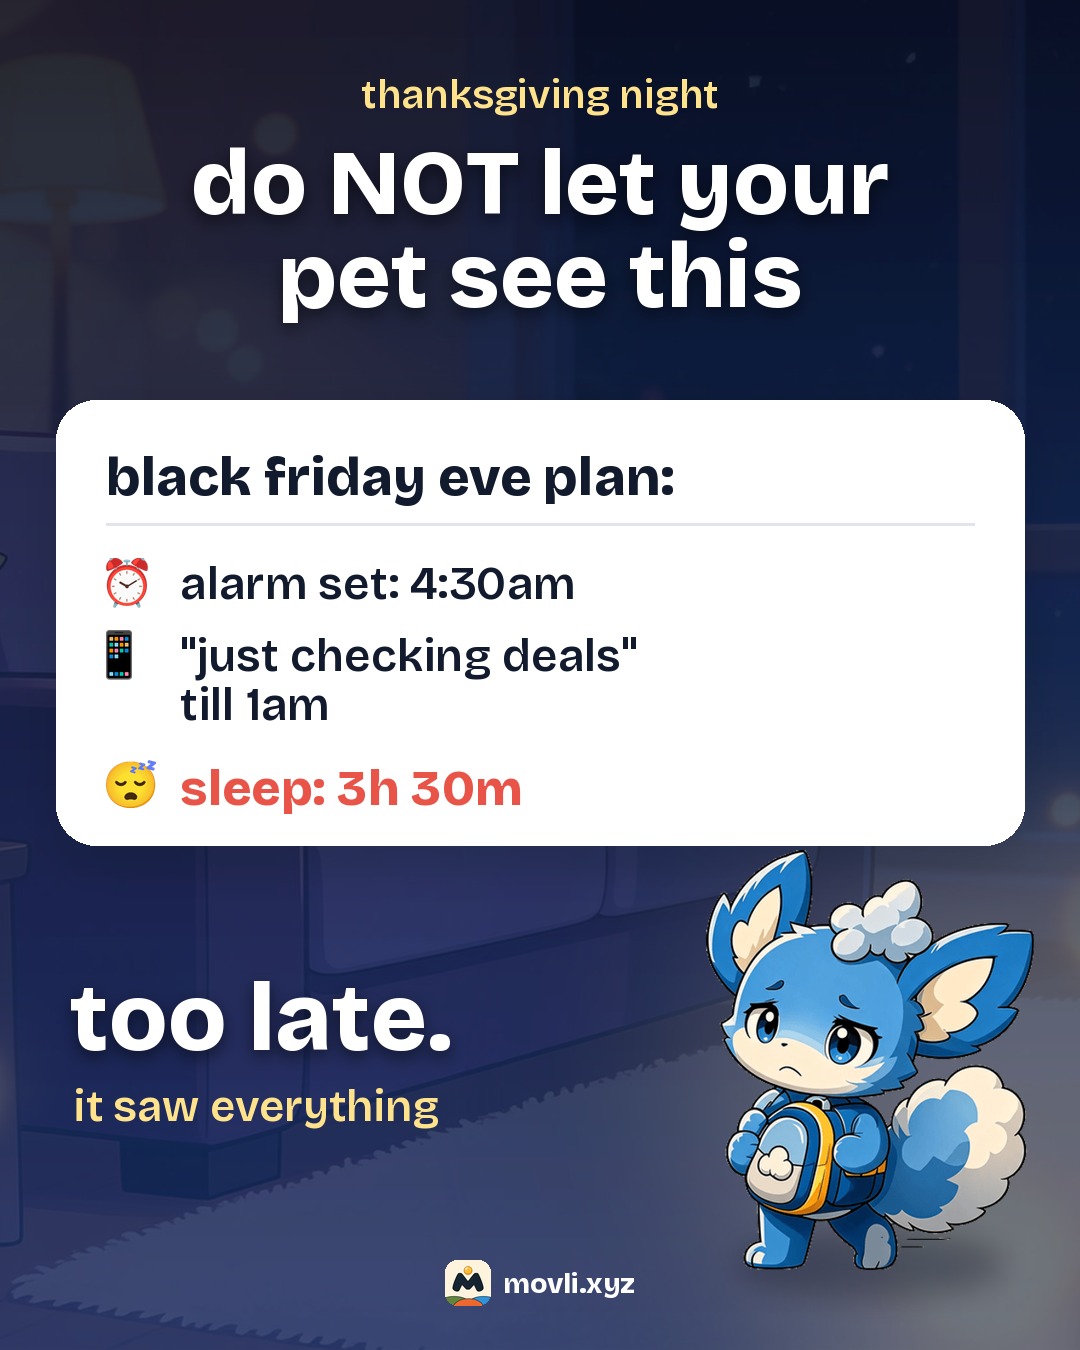 thanksgiving night
do NOT let your
pet see this
black friday eve plan:
alarm set: 4:30am
"just checking deals"
till 1am
sleep: 3h 30m
too late.
it saw everything
movli.xyz